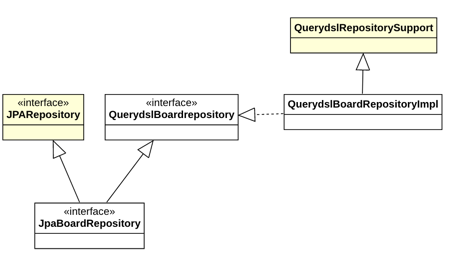 QuerydslRepositorySupport
«interface»
JPARepository
«interface»
QuerydslBoardrepository
QuerydslBoardRepositoryImpl
«interface»
JpaBoardRepository